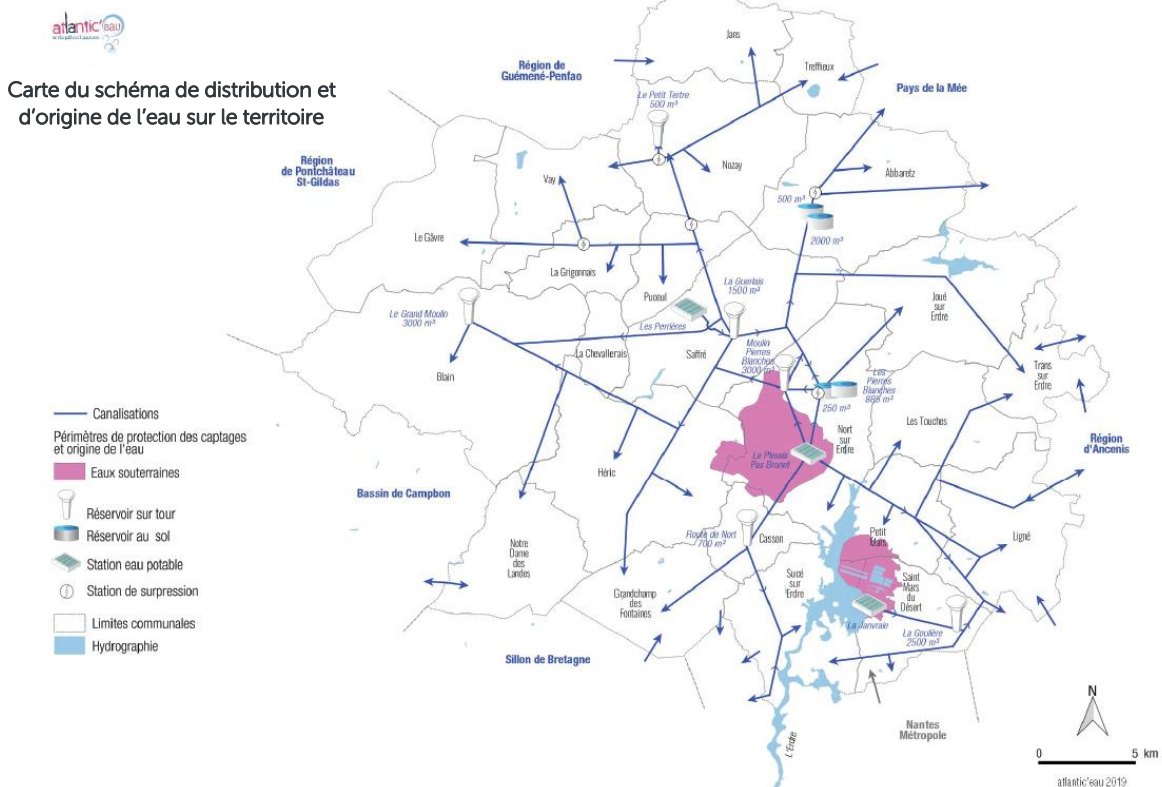 atlantic'eau
Carte du schéma de distribution et
d'origine de l'eau sur le territoire
Région de
Guémené-Penfao
Jans
Treffieux
Pays de la Mée
Le Petit Tertre
500 m³
Région
de Pontchâteau
St-Gildas
Vay
Nozay
Abbaretz
500 m³
2000 m³
Le Gâvre
La Grigonnais
Puceul
La Guerlais
1500 m³
Le Grand Moulin
3000 m³
Les Perrières
Joué
sur
Erdre
Blain
La Chevallerais
Saffré
Moulin
Pierres
Blanches
3000 m³
Les
Pierres
Blanches
885 m³
250 m³
Trans
sur
Erdre
Les Touches
Nort
sur
Erdre
Région
d'Ancenis
Le Plessis
Pas Brunet
Héric
Bassin de Campbon
Notre
Dame
des
Landes
Route de Nort
700 m³
Casson
Petit
Mars
Ligné
Grandchamp
des
Fontaines
Sucé
sur
Erdre
Saint
Mars
du
Désert
La Janvraie
La Goulière
2500 m³
Sillon de Bretagne
Nantes
Métropole
L'Erdre
Canalisations
Périmètres de protection des captages
et origine de l'eau
Eaux souterraines
Réservoir sur tour
Réservoir au sol
Station eau potable
Station de surpression
Limites communales
Hydrographie
N
0 5 km
atlantic'eau 2019